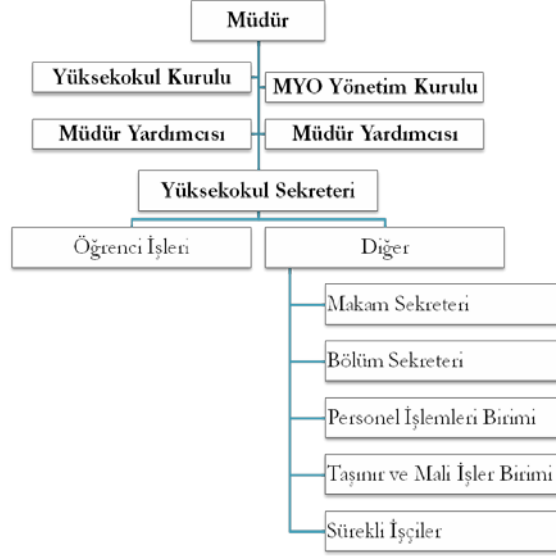 Müdür
Yüksekokul Kurulu
MYO Yönetim Kurulu
Müdür Yardımcısı
Müdür Yardımcısı
Yüksekokul Sekreteri
Öğrenci İşleri
Diğer
Makam Sekreteri
Bölüm Sekreteri
Personel İşlemleri Birimi
Taşınır ve Mali İşler Birimi
Sürekli İşçiler